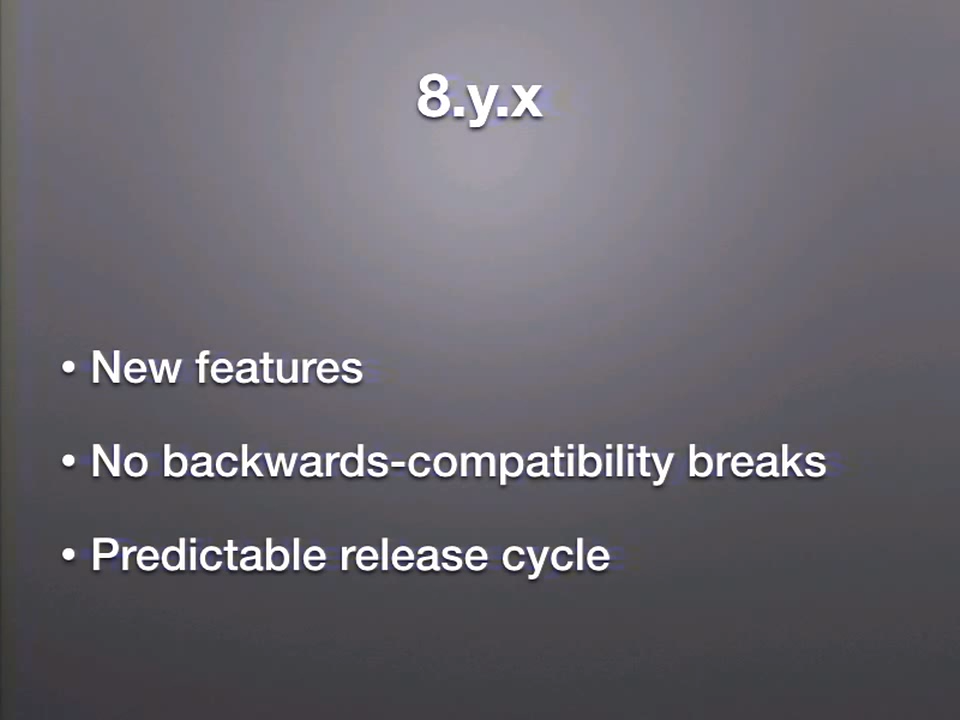 8.y.x
• New features
• No backwards-compatibility breaks
• Predictable release cycle